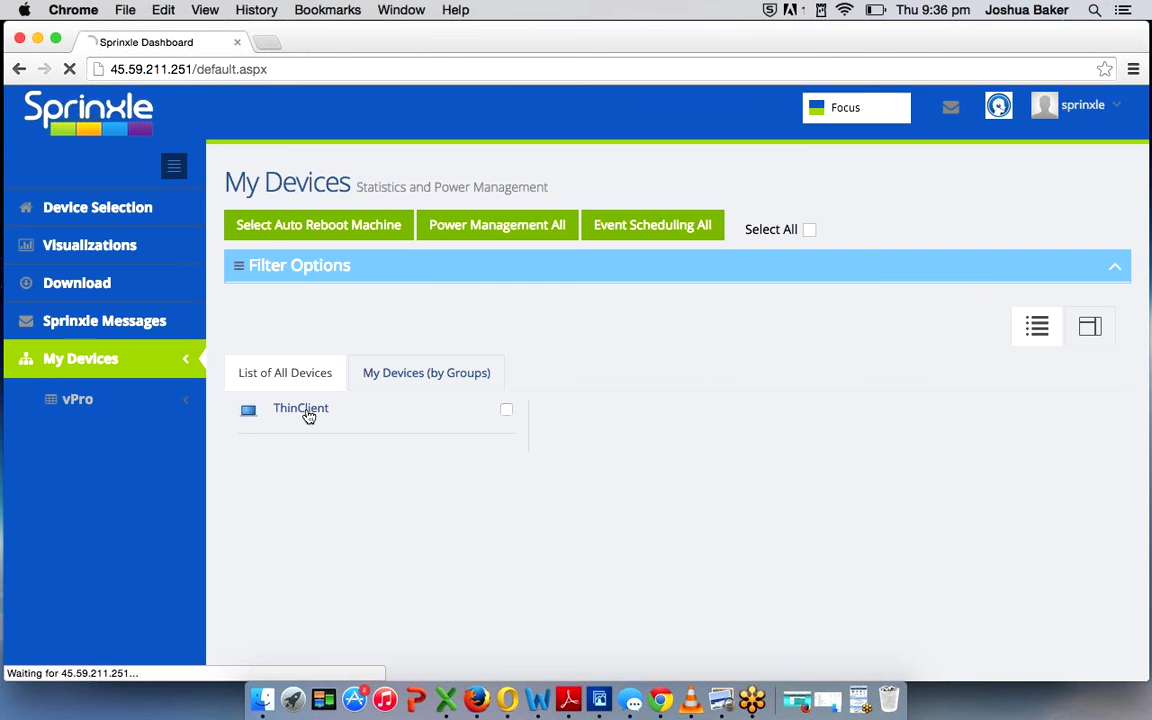 Chrome File Edit View History Bookmarks Window Help Thu 9:36 pm Joshua Baker
Sprinxle Dashboard
45.59.211.251/default.aspx
Sprinxle
Focus
sprinxle
Device Selection
Visualizations
Download
Sprinxle Messages
My Devices
vPro
My Devices Statistics and Power Management
Select Auto Reboot Machine Power Management All Event Scheduling All Select All
Filter Options
List of All Devices My Devices (by Groups)
ThinClient
Waiting for 45.59.211.251...